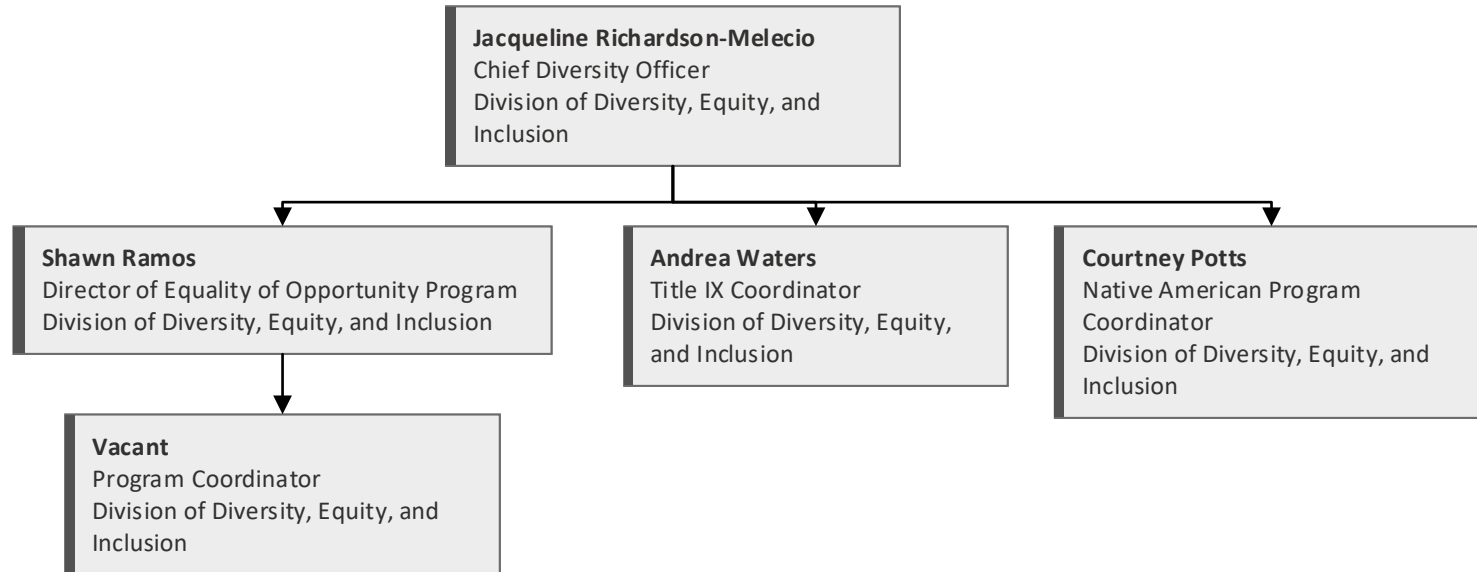 Jacqueline Richardson-Melecio
Chief Diversity Officer
Division of Diversity, Equity, and
Inclusion
Shawn Ramos
Director of Equality of Opportunity Program
Division of Diversity, Equity, and Inclusion
Andrea Waters
Title IX Coordinator
Division of Diversity, Equity,
and Inclusion
Courtney Potts
Native American Program
Coordinator
Division of Diversity, Equity, and
Inclusion
Vacant
Program Coordinator
Division of Diversity, Equity, and
Inclusion